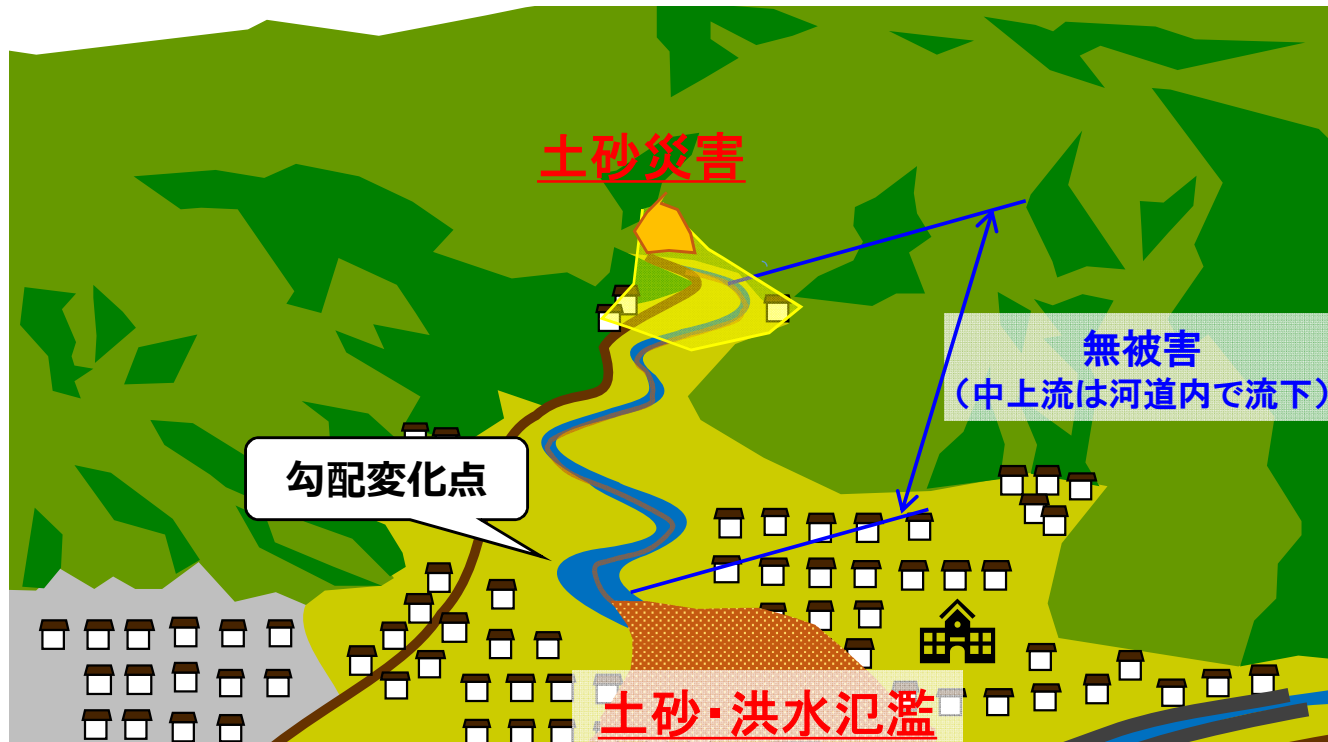 土砂災害
無被害
（中上流は河道内で流下）
勾配変化点
土砂・洪水氾濫